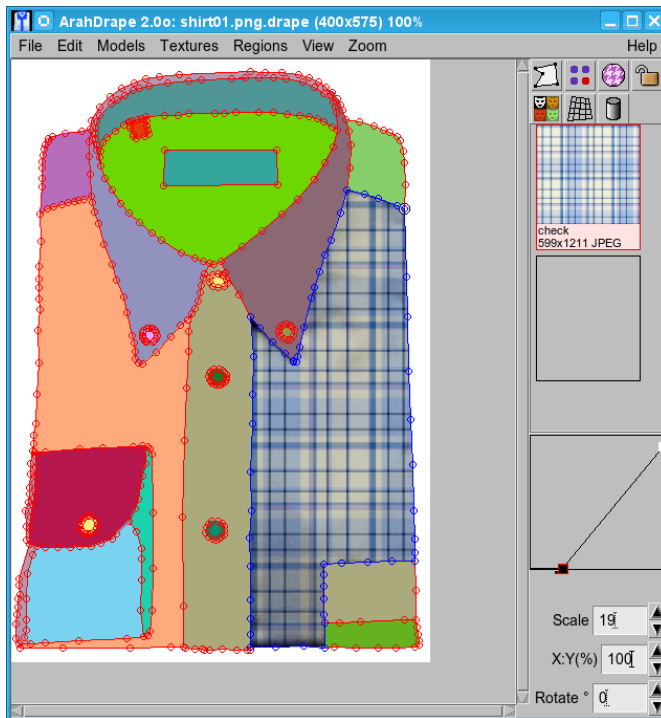 ArahDrape 2.0o: shirt01.png.drape (400x575) 100%
File Edit Models Textures Regions View Zoom Help
check
599x1211 JPEG
Scale 19
X:Y(%) 100
Rotate ° 0